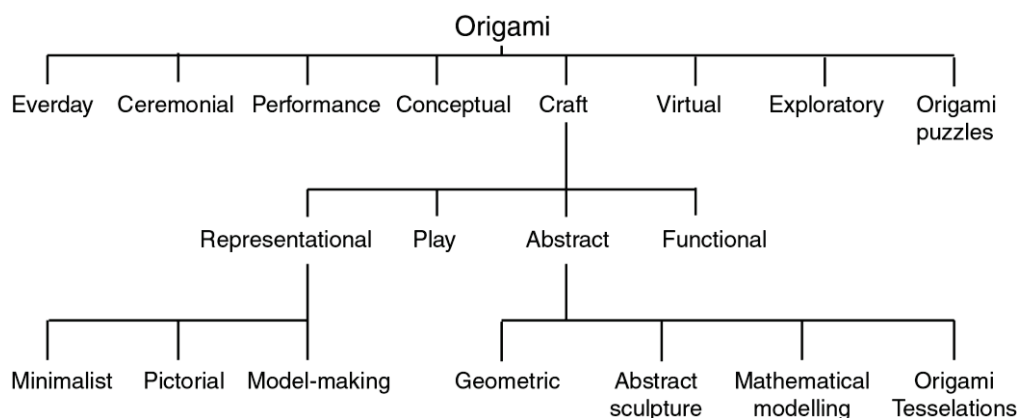 Origami
Everday Ceremonial Performance Conceptual Craft Virtual Exploratory Origami
puzzles
Representational Play Abstract Functional
Minimalist Pictorial Model-making Geometric Abstract Mathematical Origami
sculpture modelling Tesselations